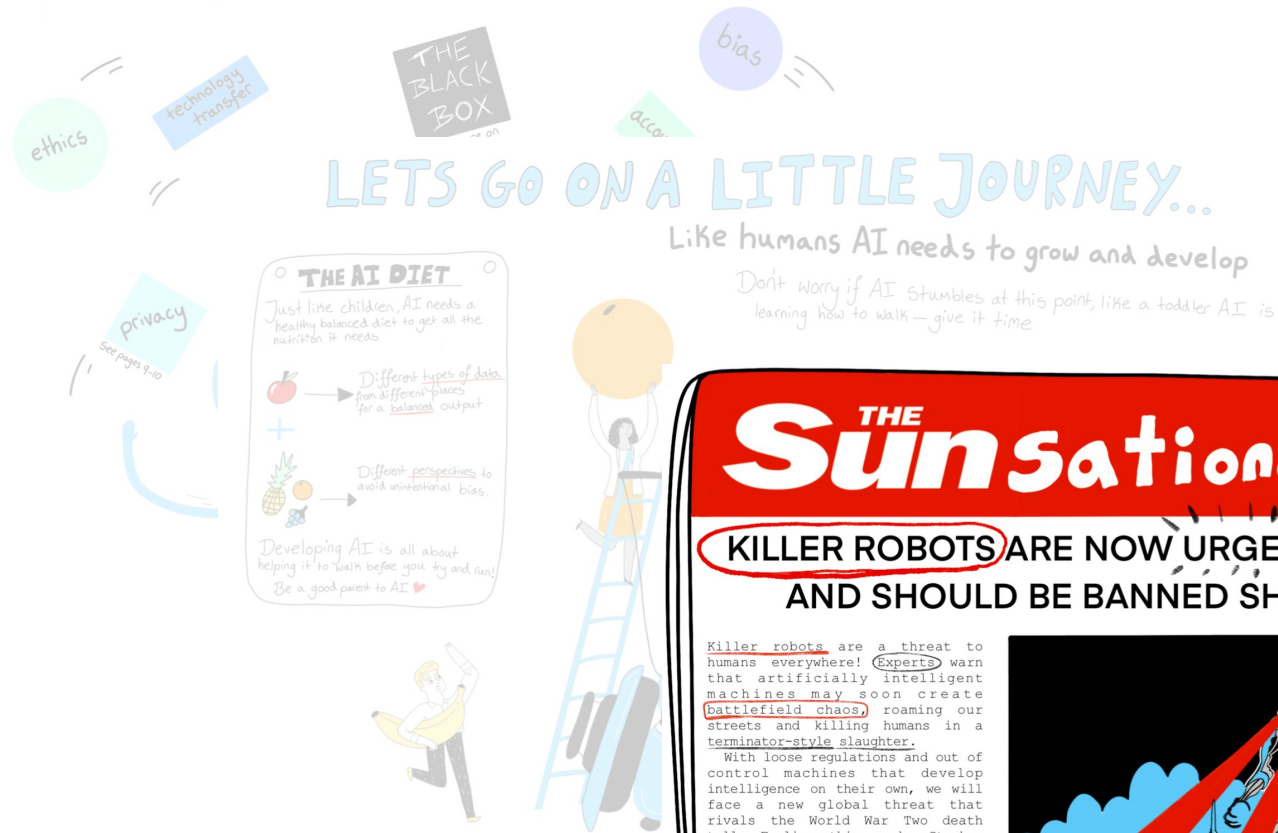 bias
THE
BLACK
BOX
technology
transfer
ethics
on
LETS GO ON A LITTLE JOURNEY...
Like humans AI needs to grow and develop
Don't worry if AI stumbles at this point, like a toddler AI is
learning how to walk – give it time
THE AI DIET
Just like children, AI needs a
healthy balanced diet to get all the
nutrition it needs
Different types of data
from different places
for a balanced output
+
Different perspectives to
avoid unintentional bias.
Developing AI is all about
helping it to walk before you try and run!
Be a good parent to AI ❤
privacy
See pages 9-10
THE
Sunsation
KILLER ROBOTS ARE NOW URGE
AND SHOULD BE BANNED SH
Killer robots are a threat to
humans everywhere! Experts warn
that artificially intelligent
machines may soon create
battlefield chaos, roaming our
streets and killing humans in a
terminator-style slaughter.
With loose regulations and out of
control machines that develop
intelligence on their own, we will
face a new global threat that
rivals the World War Two death